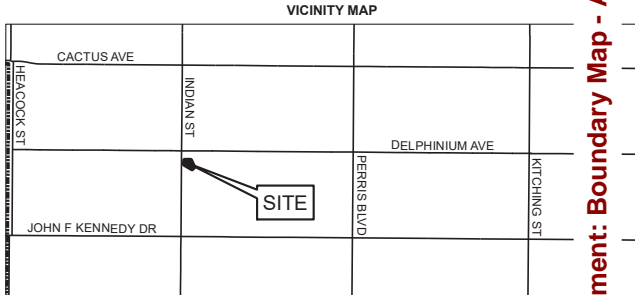 VICINITY MAP
CACTUS AVE
HEACOCK ST
INDIAN ST
DELPHINIUM AVE
PERRIS BLVD
KITCHING ST
SITE
JOHN F KENNEDY DR
ment: Boundary Map -